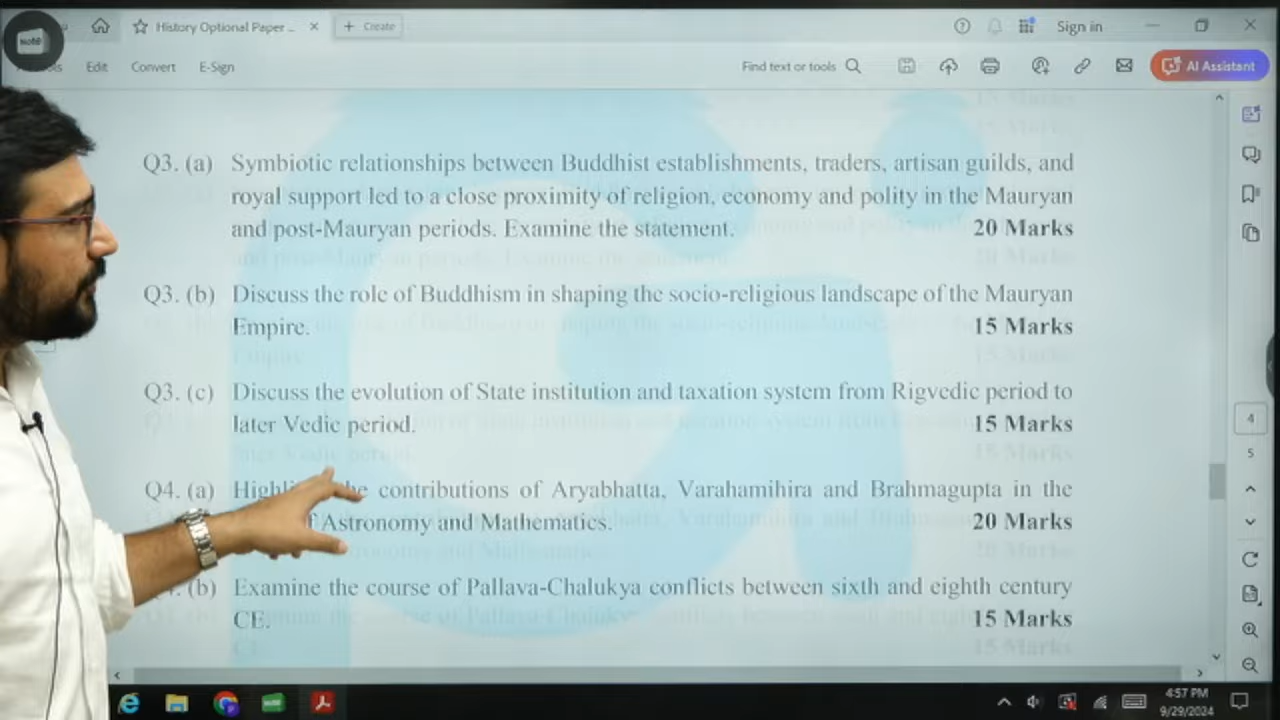 note
History Optional Paper ...
Create
Sign in
Edit
Convert
E-Sign
Find text or tools
AI Assistant
Q3. (a) Symbiotic relationships between Buddhist establishments, traders, artisan guilds, and
royal support led to a close proximity of religion, economy and polity in the Mauryan
and post-Mauryan periods. Examine the statement. 20 Marks
Q3. (b) Discuss the role of Buddhism in shaping the socio-religious landscape of the Mauryan
Empire. 15 Marks
Q3. (c) Discuss the evolution of State institution and taxation system from Rigvedic period to
later Vedic period. 15 Marks
Q4. (a) contributions of Aryabhatta, Varahamihira and Brahmagupta in the
Astronomy and Mathematics. 20 Marks
(b) Examine the course of Pallava-Chalukya conflicts between sixth and eighth century
CE. 15 Marks
4
5
4:57 PM
9/29/2024